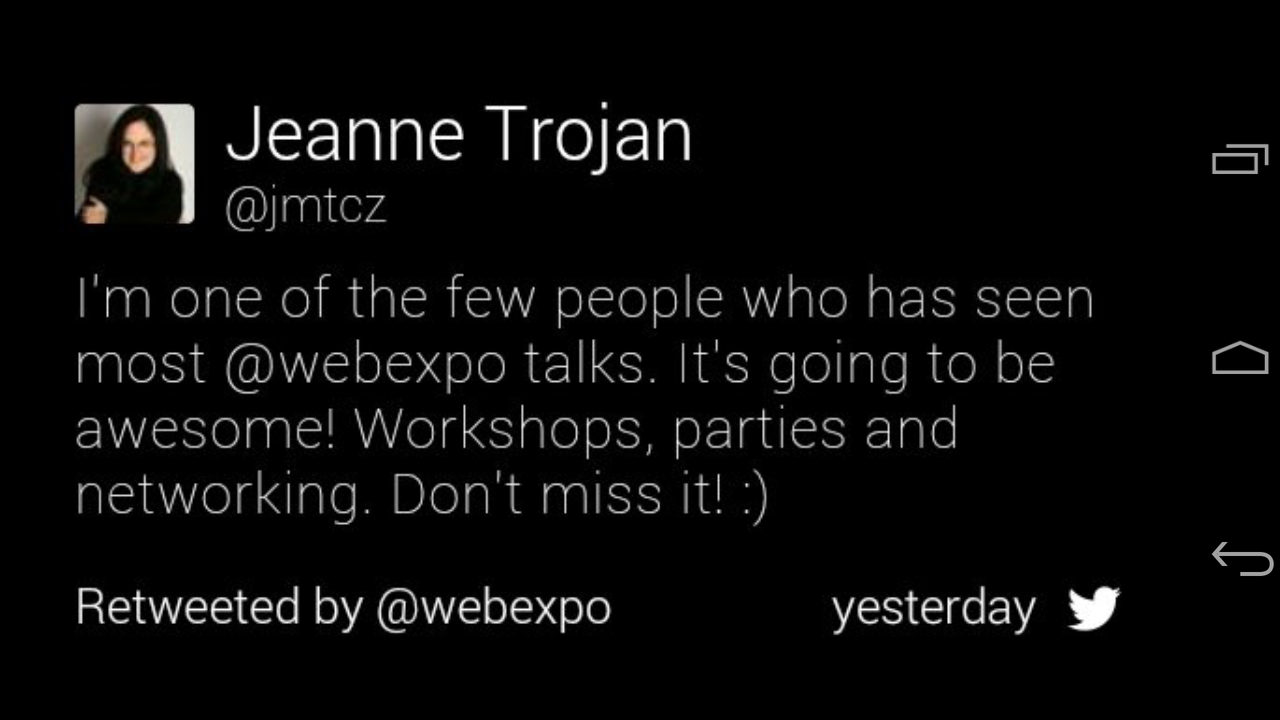 Jeanne Trojan
@jmtcz
I'm one of the few people who has seen
most @webexpo talks. It's going to be
awesome! Workshops, parties and
networking. Don't miss it! :)
Retweeted by @webexpo yesterday